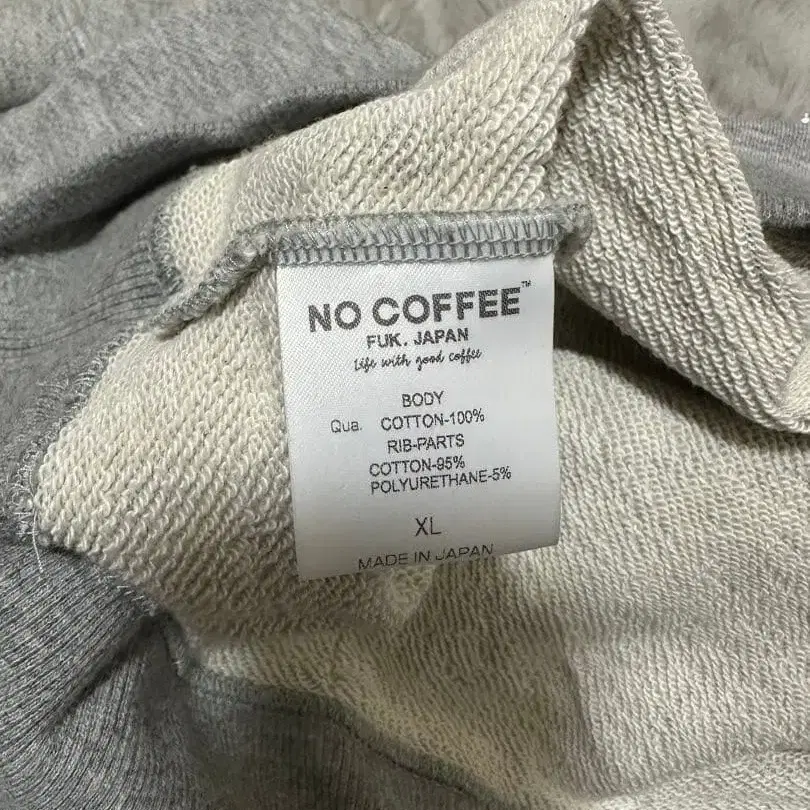 NO COFFEE™
FUK. JAPAN
Life with good coffee
BODY
Qua. COTTON-100%
RIB-PARTS
COTTON-95%
POLYURETHANE-5%
XL
MADE IN JAPAN